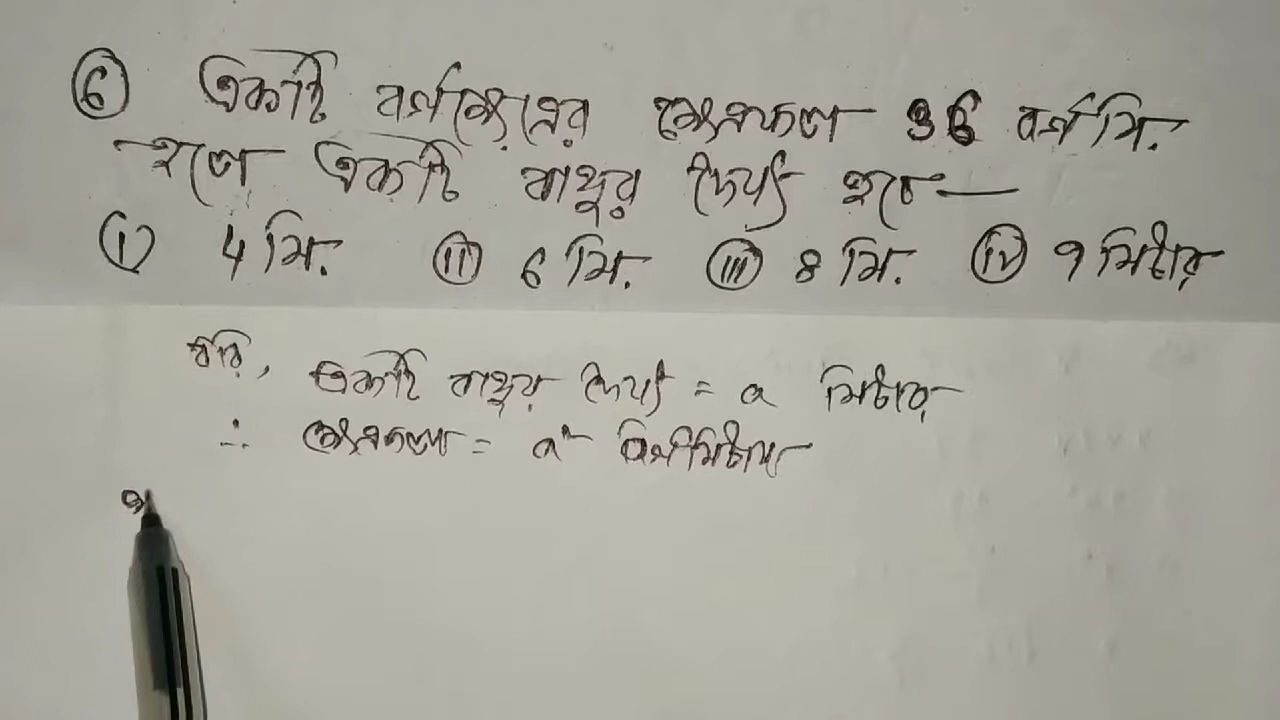 ⑥ একটি বর্গক্ষেত্রের ক্ষেত্রফল 36 বর্গ মি.
হলে একটি বাহুর দৈর্ঘ্য হবে —
ⓘ 4 মি. ⓘⓘ 6 মি. ⓘⓘⓘ 8 মি. ⓘⓥ 9 মিটার
ধরি, একটি বাহুর দৈর্ঘ্য = a মিটার
∴ ক্ষেত্রফল = a² বর্গমিটার